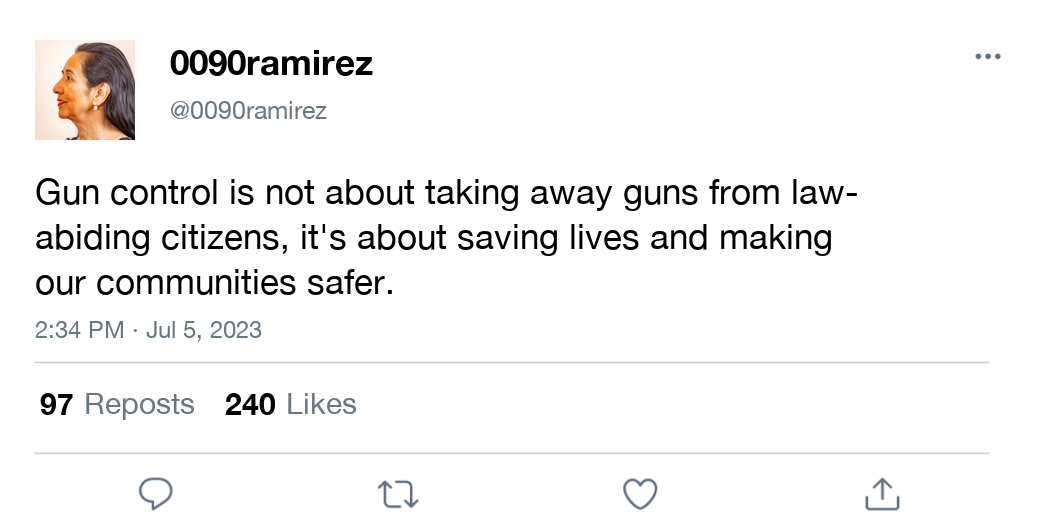 0090ramirez
@0090ramirez
Gun control is not about taking away guns from law-
abiding citizens, it's about saving lives and making
our communities safer.
2:34 PM · Jul 5, 2023
97 Reposts 240 Likes